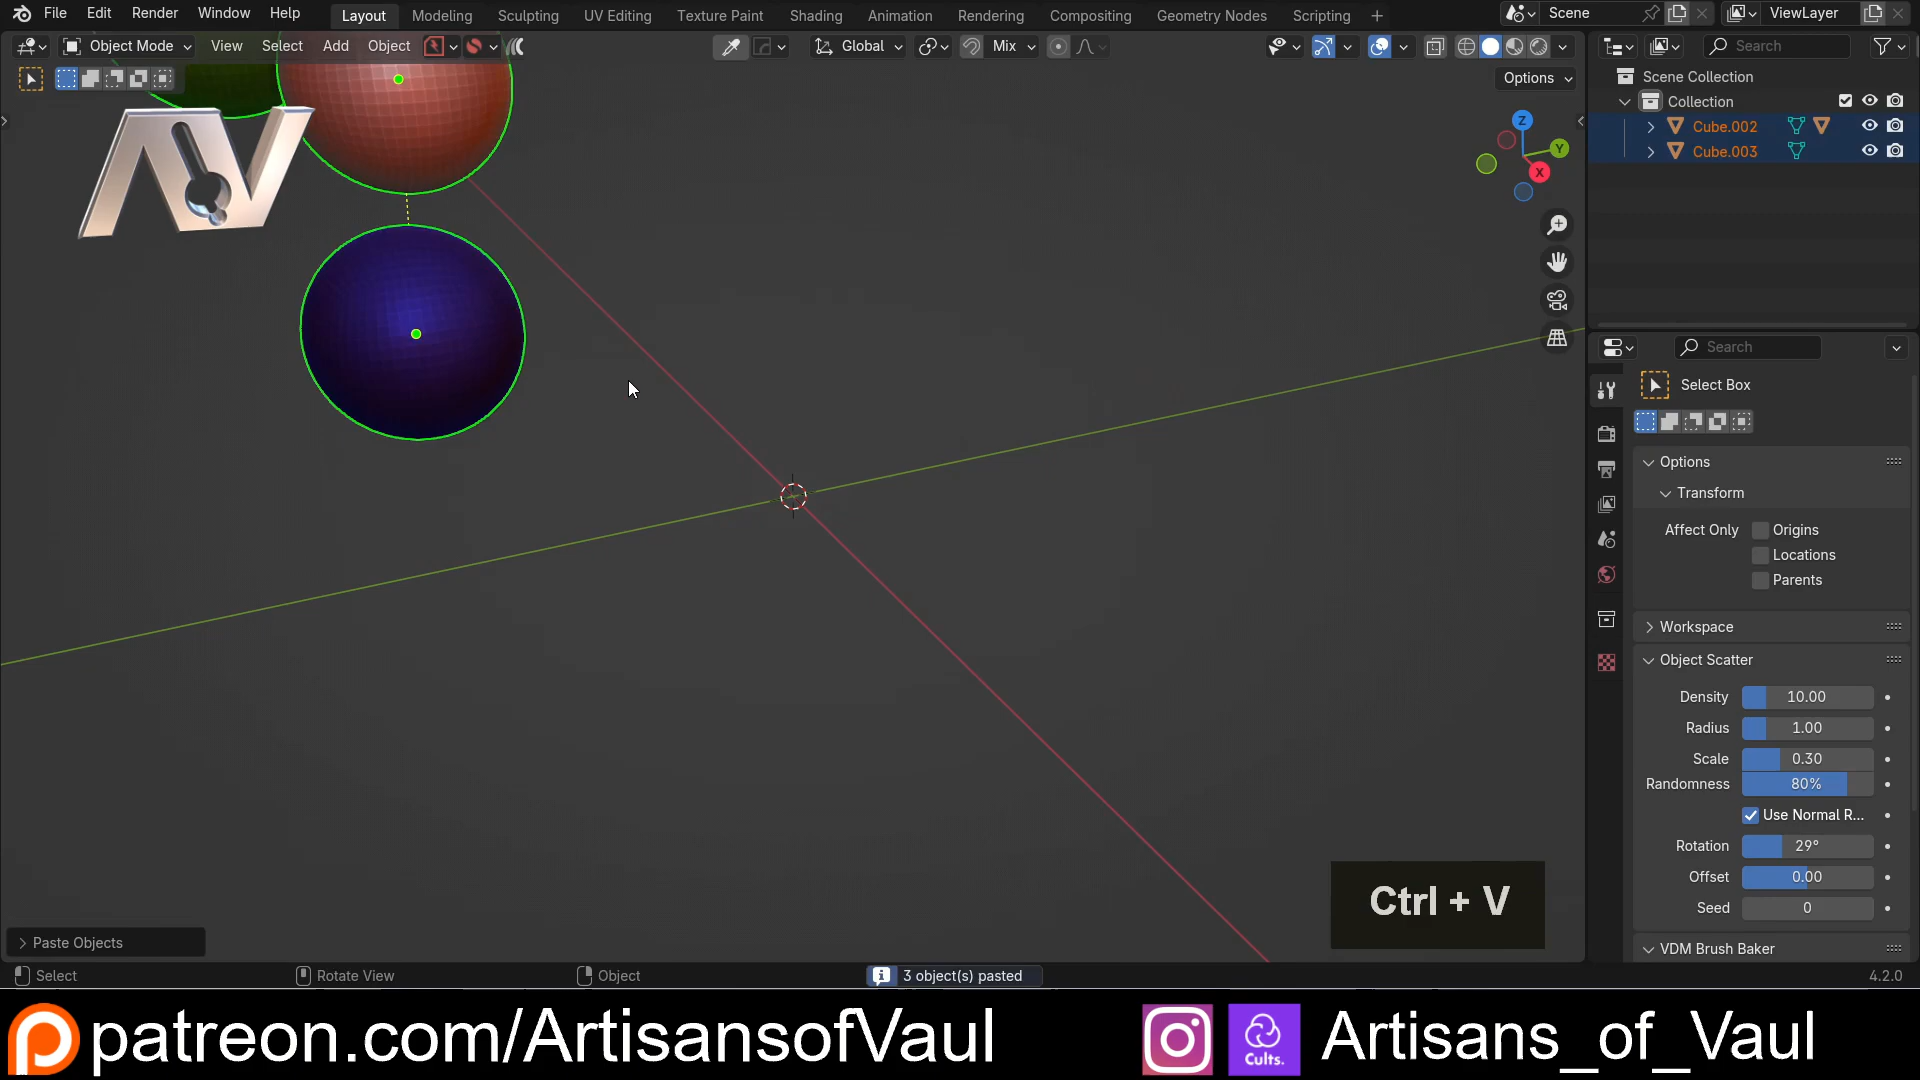 File Edit Render Window Help Layout Modeling Sculpting UV Editing Texture Paint Shading Animation Rendering Compositing Geometry Nodes Scripting + Scene ViewLayer
Object Mode View Select Add Object Global Mix Search
Options
Scene Collection
Collection
Cube.002
Cube.003
Z
Y
X
Search
Select Box
Options
Transform
Affect Only Origins
Locations
Parents
Workspace
Object Scatter
Density 10.00
Radius 1.00
Scale 0.30
Randomness 80%
Use Normal R...
Rotation 29°
Offset 0.00
Seed 0
VDM Brush Baker
AV
Ctrl + V
Paste Objects
Select Rotate View Object 3 object(s) pasted 4.2.0
patreon.com/ArtisansofVaul Cults. Artisans_of_Vaul